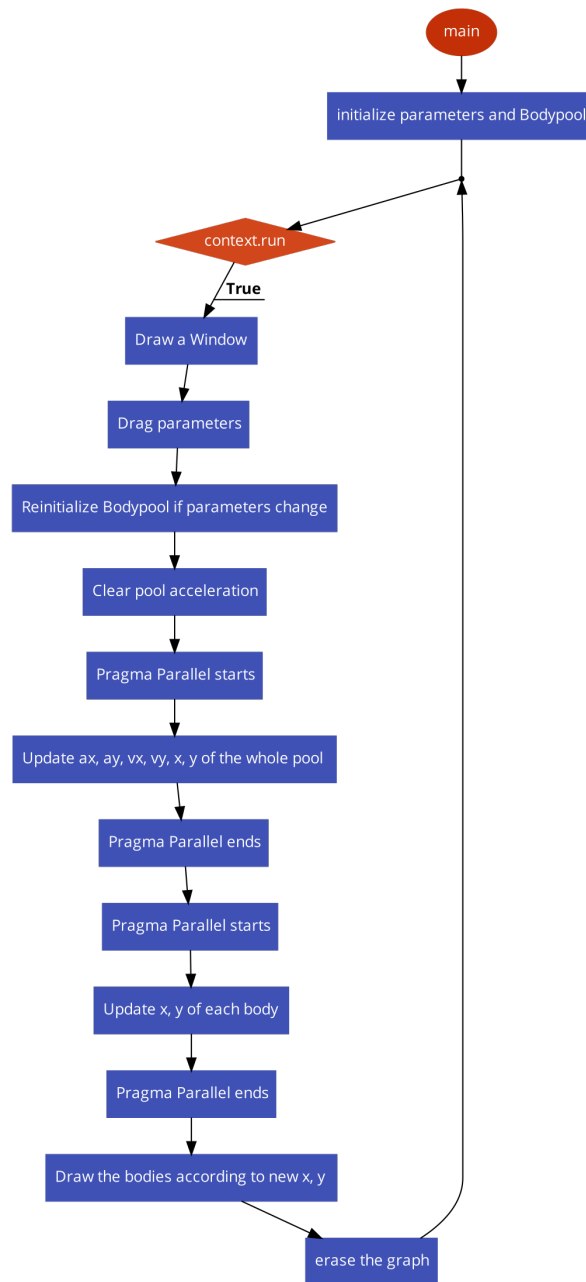 main
initialize parameters and Bodypool
context.run
True
Draw a Window
Drag parameters
Reinitialize Bodypool if parameters change
Clear pool acceleration
Pragma Parallel starts
Update ax, ay, vx, vy, x, y of the whole pool
Pragma Parallel ends
Pragma Parallel starts
Update x, y of each body
Pragma Parallel ends
Draw the bodies according to new x, y
erase the graph